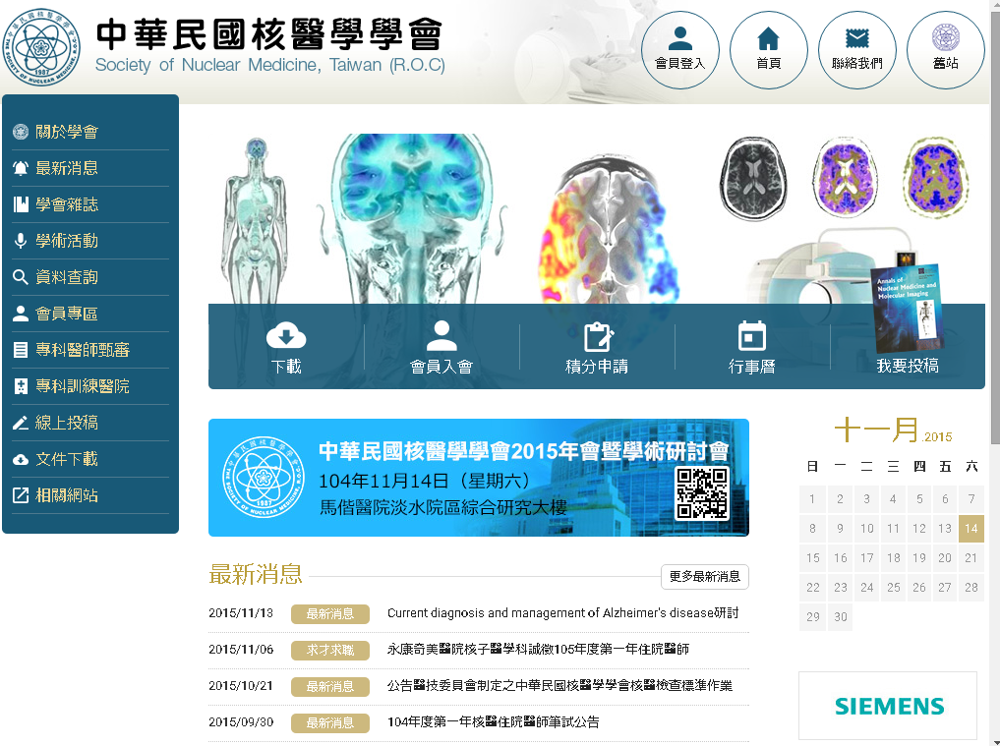 中華民國核醫學學會
Society of Nuclear Medicine, Taiwan (R.O.C)
會員登入
首頁
聯絡我們
舊站
關於學會
最新消息
學會雜誌
學術活動
資料查詢
會員專區
專科醫師甄審
專科訓練醫院
線上投稿
文件下載
相關網站
Annals of
Nuclear Medicine and
Molecular Imaging
下載
會員入會
積分申請
行事曆
我要投稿
中華民國核醫學學會2015年會暨學術研討會
104年11月14日（星期六）
馬偕醫院淡水院區綜合研究大樓
十一月.2015
日 一 二 三 四 五 六
1 2 3 4 5 6 7
8 9 10 11 12 13 14
15 16 17 18 19 20 21
22 23 24 25 26 27 28
29 30
最新消息
更多最新消息
2015/11/13 最新消息 Current diagnosis and management of Alzheimer's disease研討
2015/11/06 求才求職 永康奇美醫院核子醫學科誠徵105年度第一年住院醫師
2015/10/21 最新消息 公告醫技委員會制定之中華民國核醫學學會核醫檢查標準作業
2015/09/30 最新消息 104年度第一年核醫住院醫師筆試公告
SIEMENS